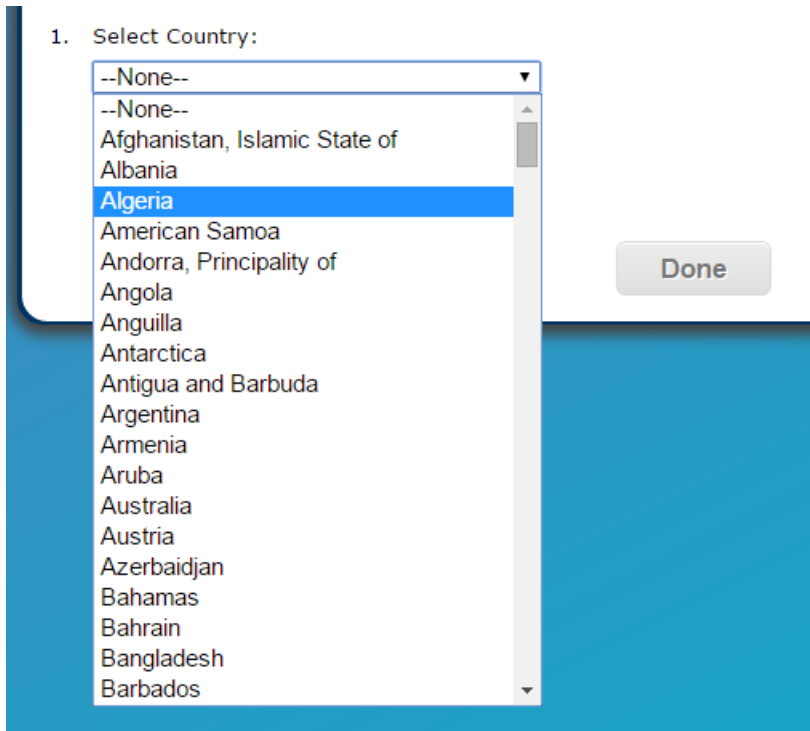 1. Select Country:
--None--
--None--
Afghanistan, Islamic State of
Albania
Algeria
American Samoa
Andorra, Principality of
Angola
Anguilla
Antarctica
Antigua and Barbuda
Argentina
Armenia
Aruba
Australia
Austria
Azerbaidjan
Bahamas
Bahrain
Bangladesh
Barbados
Done